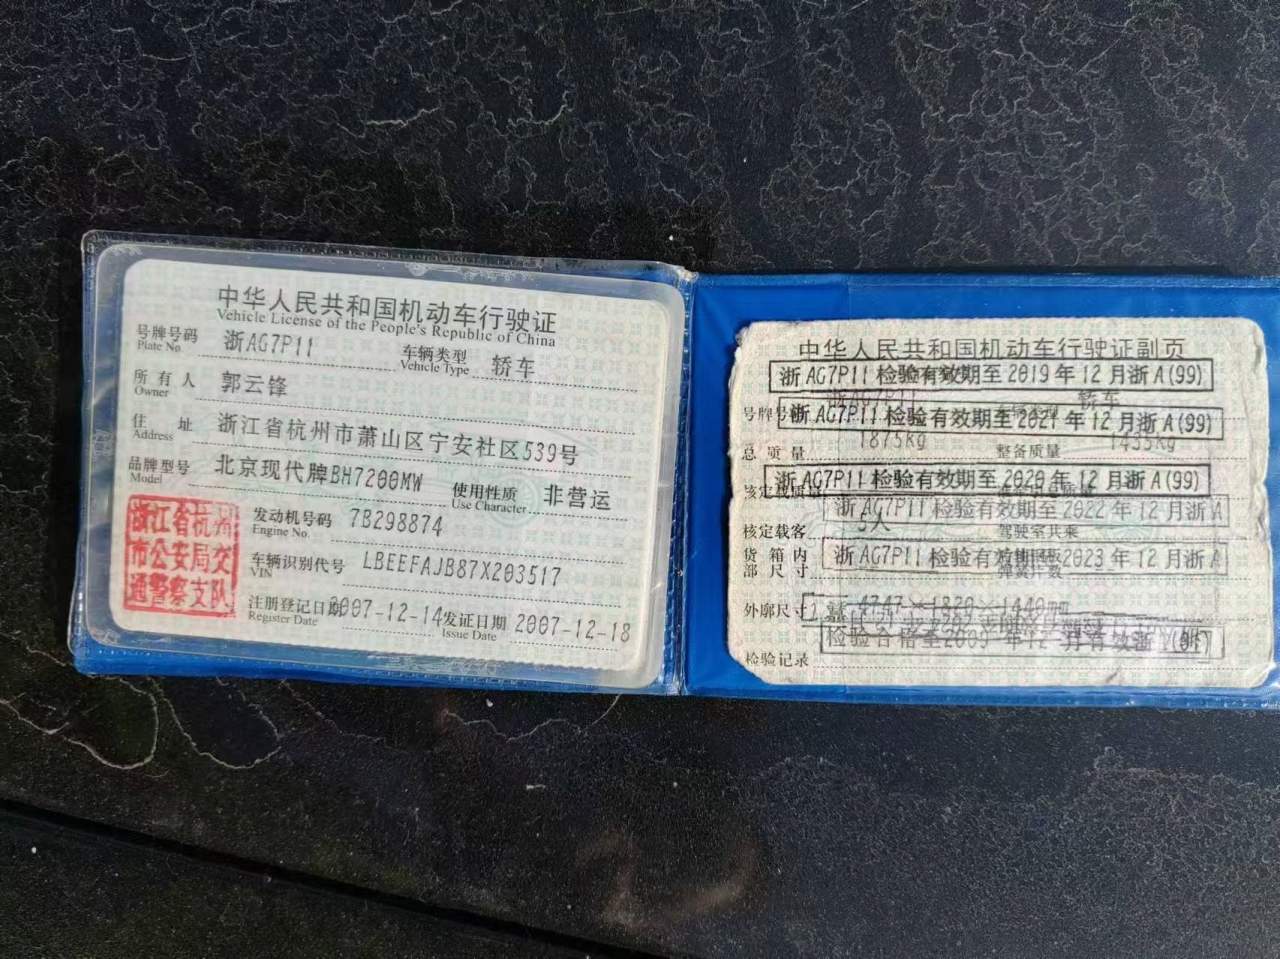 中华人民共和国机动车行驶证
Vehicle License of the People's Republic of China
号牌号码 浙AG7P11 车辆类型 轿车
Plate No. Vehicle Type
所有人 郭云锋
Owner
住址 浙江省杭州市萧山区宁安社区539号
Address
品牌型号 北京现代牌BH7200MW 使用性质 非营运
Model Use Character
浙江省杭州
市公安局交
通警察支队
发动机号码 7B298874
Engine No.
车辆识别代号 LBEEFAJB87X203517
VIN
注册登记日期 2007-12-14 发证日期 2007-12-18
Register Date Issue Date
中华人民共和国机动车行驶证副页
浙AG7P11检验有效期至2019年12月浙A(99)
浙AG7P11 轿车
号牌号 浙AG7P11检验有效期至2021年12月浙A(99)
总质量 1875Kg 整备质量 1435Kg
浙AG7P11检验有效期至2020年12月浙A(99)
核定载质量
浙AG7P11检验有效期至2022年12月浙A
核定载客 5人 驾驶室共乘
货箱内
部尺寸
浙AG7P11检验有效期至2023年12月浙A
弹簧片数
外廓尺寸 4747×1820×1440mm
检验合格至2009年12月有效浙
检验记录